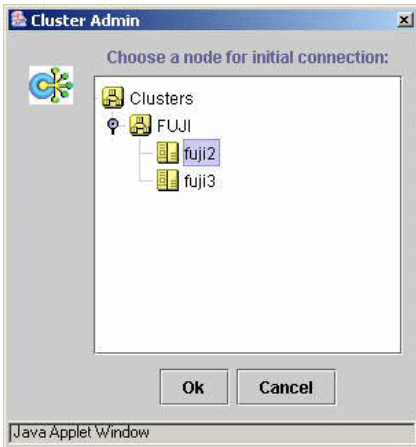 Cluster Admin
Choose a node for initial connection:
Clusters
FUJI
fuji2
fuji3
Ok Cancel
Java Applet Window